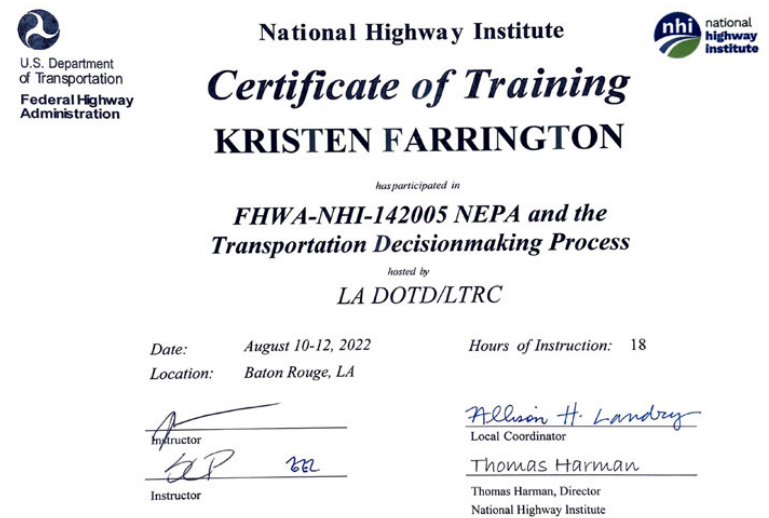 National Highway Institute
U.S. Department
of Transportation
Federal Highway
Administration
nhi national
highway
institute
Certificate of Training
KRISTEN FARRINGTON
has participated in
FHWA-NHI-142005 NEPA and the
Transportation Decisionmaking Process
hosted by
LA DOTD/LTRC
Date: August 10-12, 2022
Hours of Instruction: 18
Location: Baton Rouge, LA
Instructor
Allison H. Landry
Local Coordinator
Instructor
Thomas Harman
Thomas Harman, Director
National Highway Institute